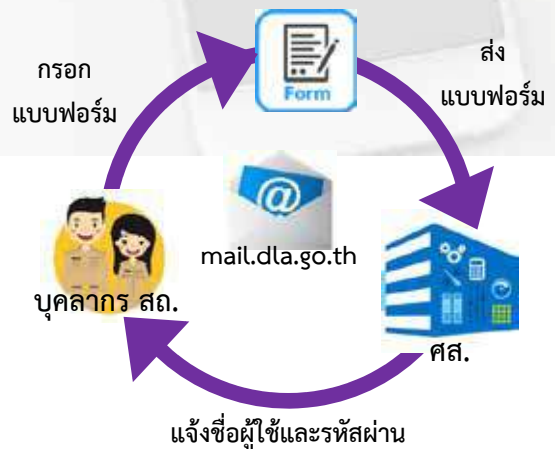 กรอก
แบบฟอร์ม
Form
ส่ง
แบบฟอร์ม
@
mail.dla.go.th
บุคลากร สถ.
ศส.
แจ้งชื่อผู้ใช้และรหัสผ่าน